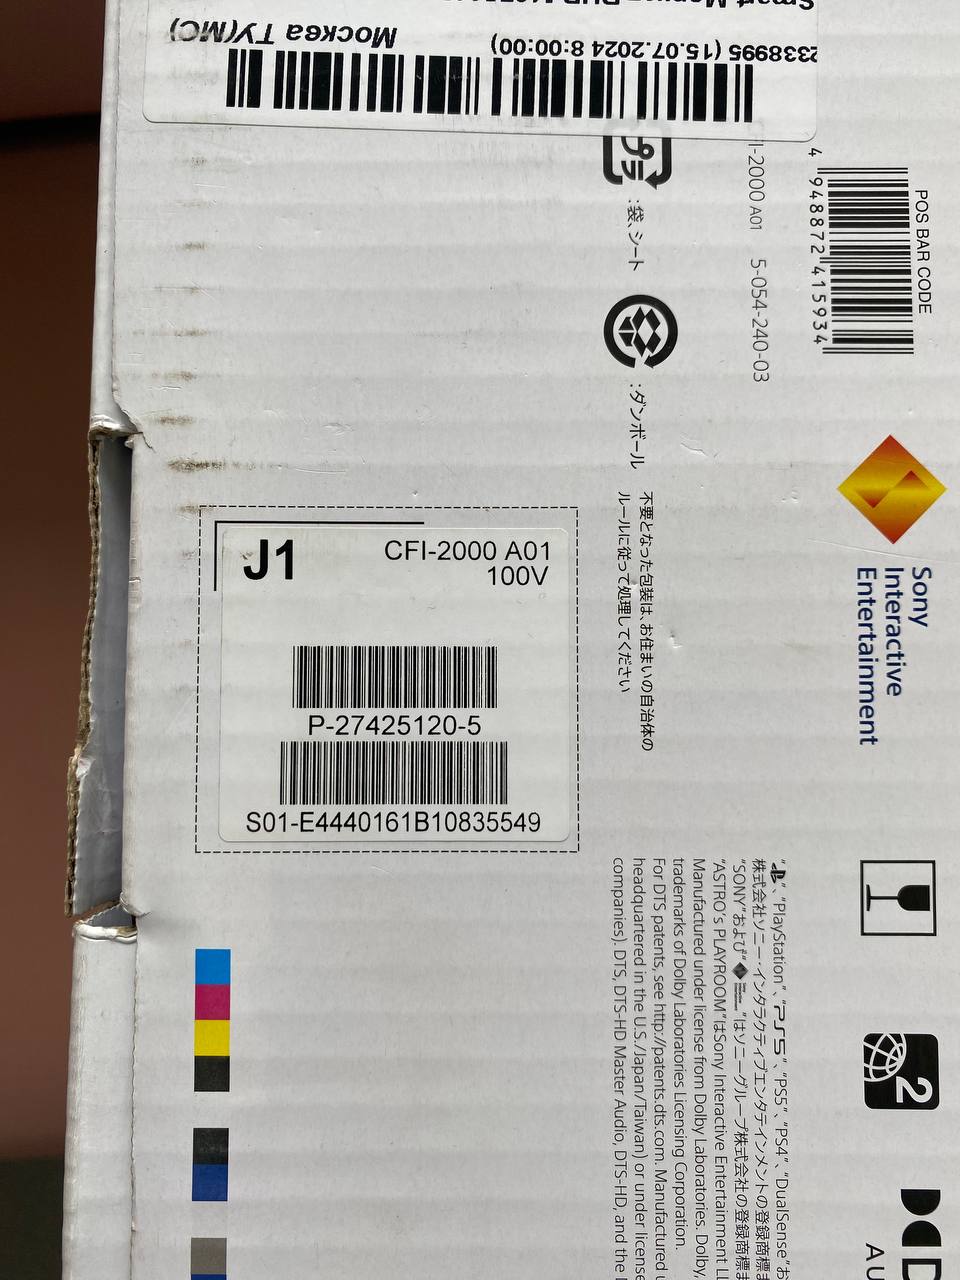 Москва ТУ(МС)
2338995 (15.07.2024 8:00:00)
プラ
:袋、シート
:ダンボール
不要となった包装は、お住まいの自治体の
ルールに従って処理してください
CFI-2000 A01 5-054-240-03
POS BAR CODE
4 948872 415934
Sony
Interactive
Entertainment
J1
CFI-2000 A01
100V
P-27425120-5
S01-E4440161B10835549
"、"PlayStation"、"PS5"、"PS5"、"PS4"、"DualSense"お
株式会社ソニー・インタラクティブエンタテインメントの登録商標
"SONY"および" "はソニーグループ株式会社の登録商標
"ASTRO's PLAYROOM"はSony Interactive Entertainment
Manufactured under license from Dolby Laboratories. Dolby,
trademarks of Dolby Laboratories Licensing Corporation.
For DTS patents, see http://patents.dts.com. Manufactured
headquartered in the U.S./Japan/Taiwan) or under license
companies). DTS, DTS-HD Master Audio, DTS-HD, and the
2